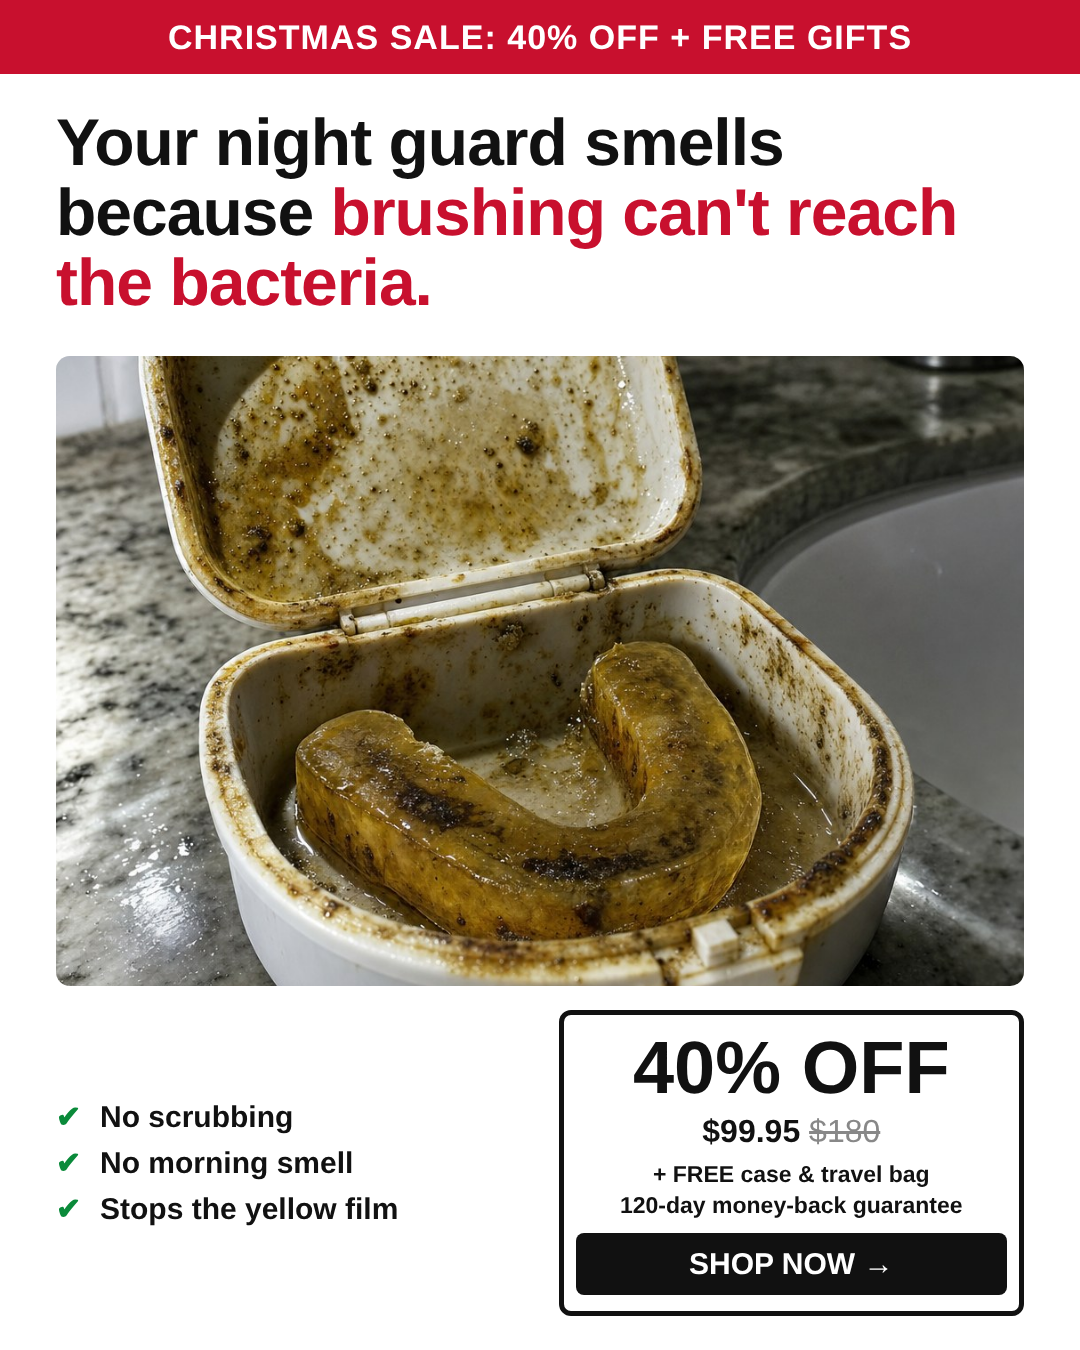 CHRISTMAS SALE: 40% OFF + FREE GIFTS
Your night guard smells
because brushing can't reach
the bacteria.
✔ No scrubbing
✔ No morning smell
✔ Stops the yellow film
40% OFF
$99.95 $180
+ FREE case & travel bag
120-day money-back guarantee
SHOP NOW →